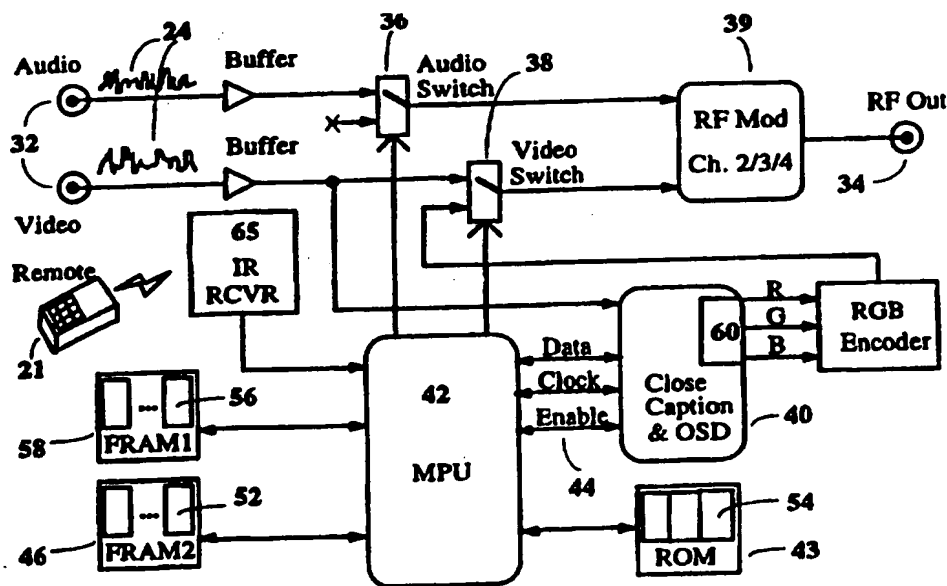 24
36
39
Audio
Buffer
Audio
Switch
38
RF Mod
Ch. 2/3/4
RF Out
32
Buffer
Video
Switch
34
Video
65
IR
RCVR
Remote
21
R
G
B
60
RGB
Encoder
Data
Clock
Enable
Close
Caption
& OSD
40
42
MPU
44
...
56
58
FRAM1
...
52
46
FRAM2
54
ROM
43